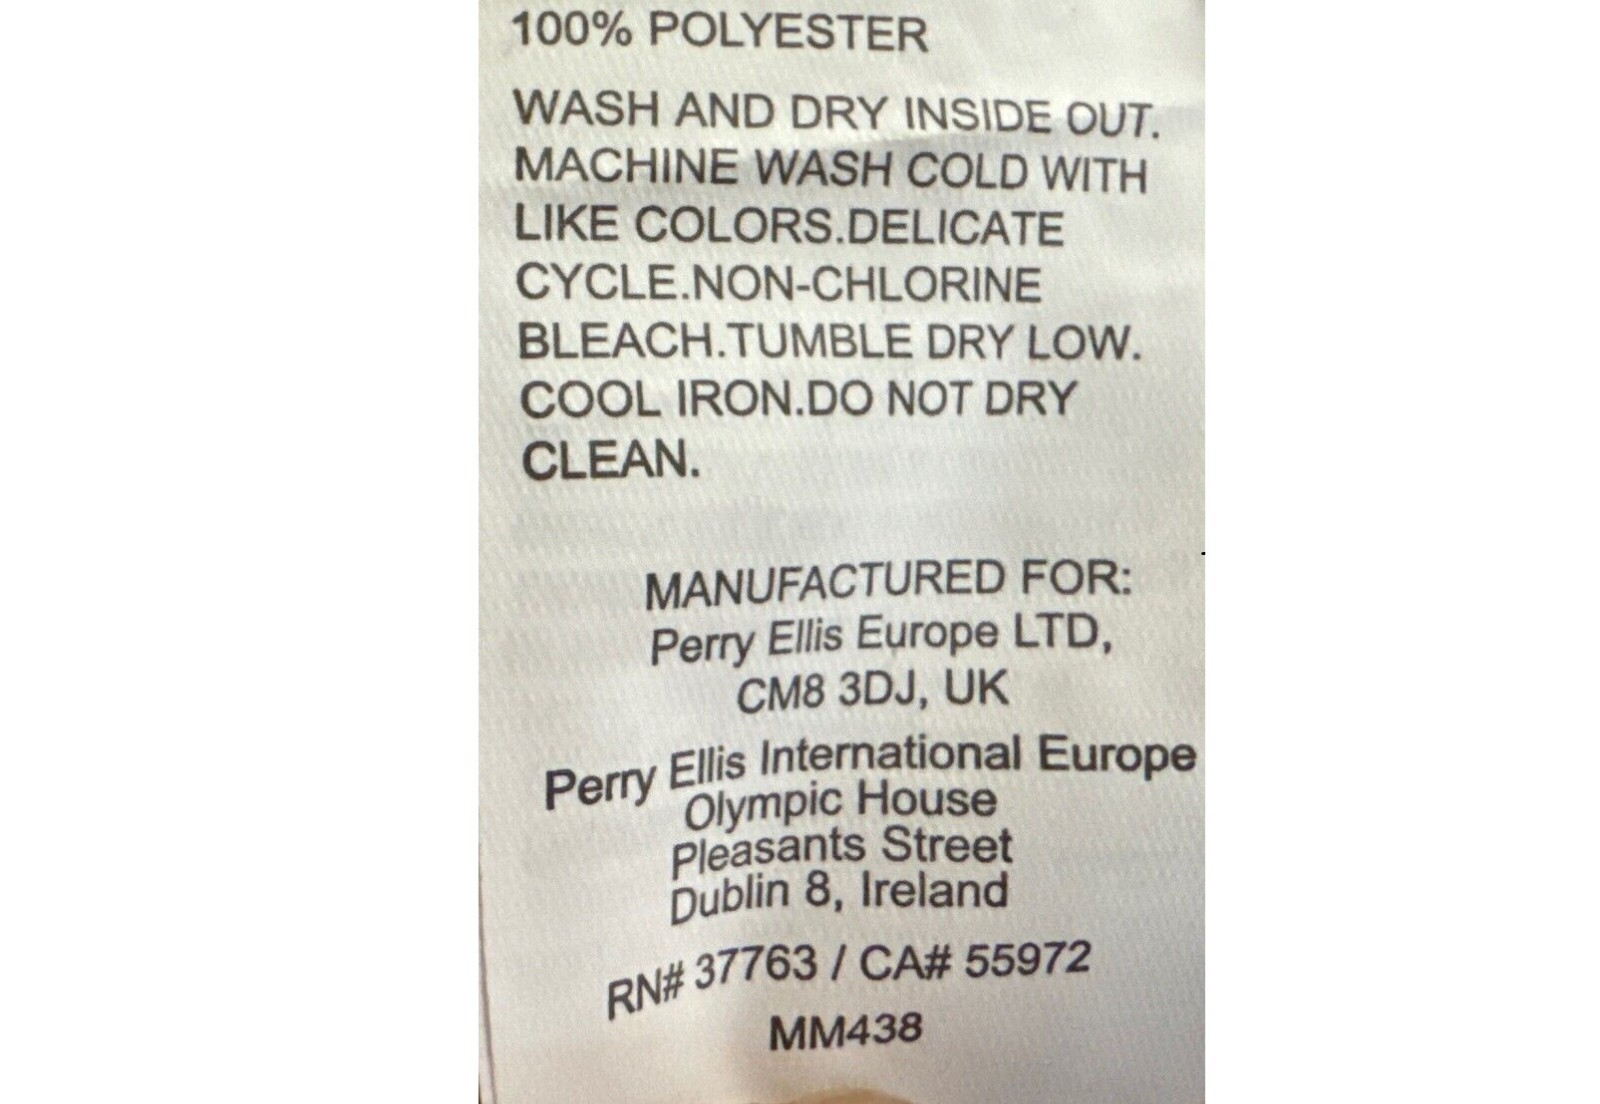 100% POLYESTER
WASH AND DRY INSIDE OUT.
MACHINE WASH COLD WITH
LIKE COLORS.DELICATE
CYCLE.NON-CHLORINE
BLEACH.TUMBLE DRY LOW.
COOL IRON.DO NOT DRY
CLEAN.
MANUFACTURED FOR:
Perry Ellis Europe LTD,
CM8 3DJ, UK
Perry Ellis International Europe
Olympic House
Pleasants Street
Dublin 8, Ireland
RN# 37763 / CA# 55972
MM438